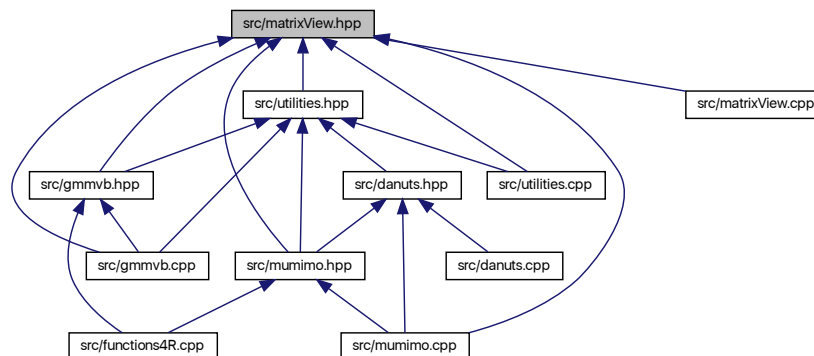 src/matrixView.hpp
src/utilities.hpp
src/matrixView.cpp
src/gmmvb.hpp
src/danuts.hpp
src/utilities.cpp
src/gmmvb.cpp
src/mumimo.hpp
src/danuts.cpp
src/functions4R.cpp
src/mumimo.cpp